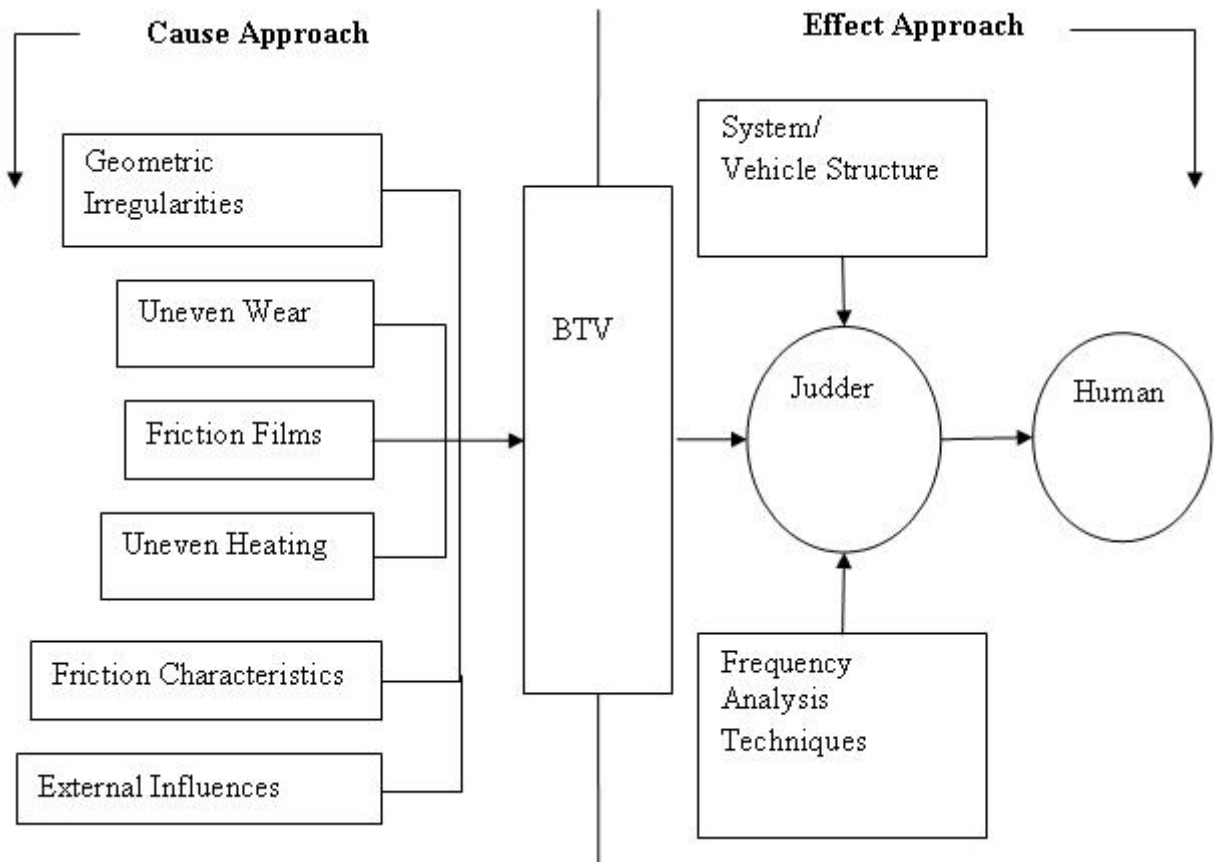 Cause Approach
Effect Approach
Geometric
Irregularities
Uneven Wear
Friction Films
Uneven Heating
Friction Characteristics
External Influences
BTV
System/
Vehicle Structure
Judder
Human
Frequency
Analysis
Techniques